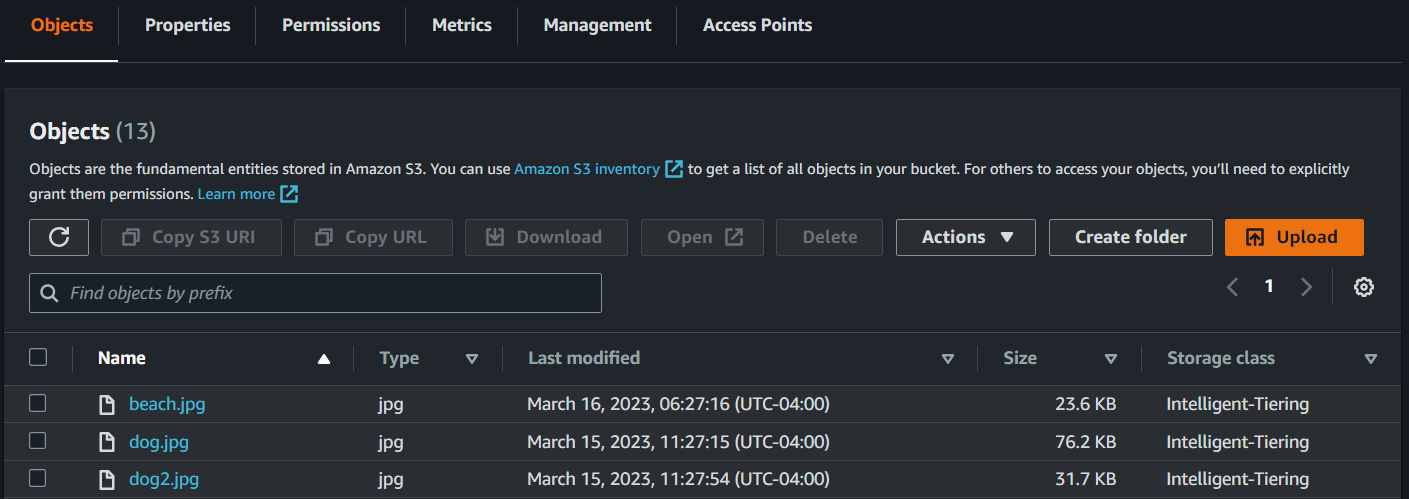 Objects Properties Permissions Metrics Management Access Points
Objects (13)
Objects are the fundamental entities stored in Amazon S3. You can use Amazon S3 inventory to get a list of all objects in your bucket. For others to access your objects, you'll need to explicitly
grant them permissions. Learn more
Copy S3 URI Copy URL Download Open Delete Actions Create folder Upload
Find objects by prefix 1
Name Type Last modified Size Storage class
beach.jpg jpg March 16, 2023, 06:27:16 (UTC-04:00) 23.6 KB Intelligent-Tiering
dog.jpg jpg March 15, 2023, 11:27:15 (UTC-04:00) 76.2 KB Intelligent-Tiering
dog2.jpg jpg March 15, 2023, 11:27:54 (UTC-04:00) 31.7 KB Intelligent-Tiering